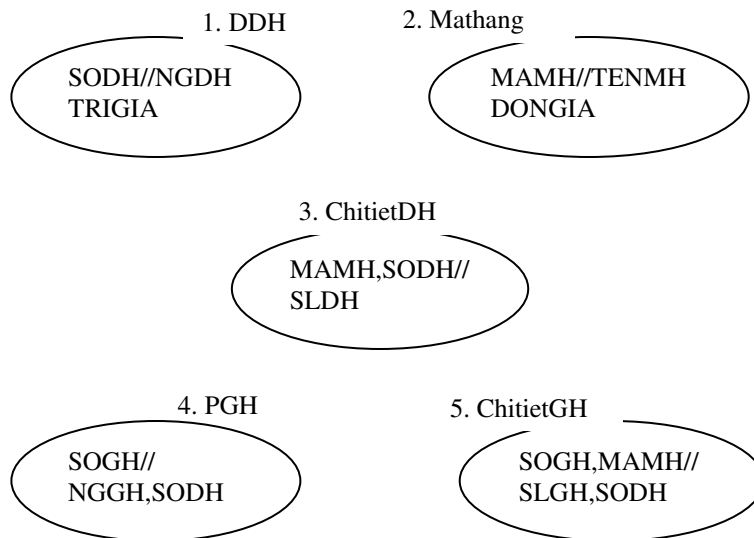 1. DDH
SODH//NGDH
TRIGIA
2. Mathang
MAMH//TENMH
DONGIA
3. ChitietDH
MAMH,SODH//
SLDH
4. PGH
SOGH//
NGGH,SODH
5. ChitietGH
SOGH,MAMH//
SLGH,SODH